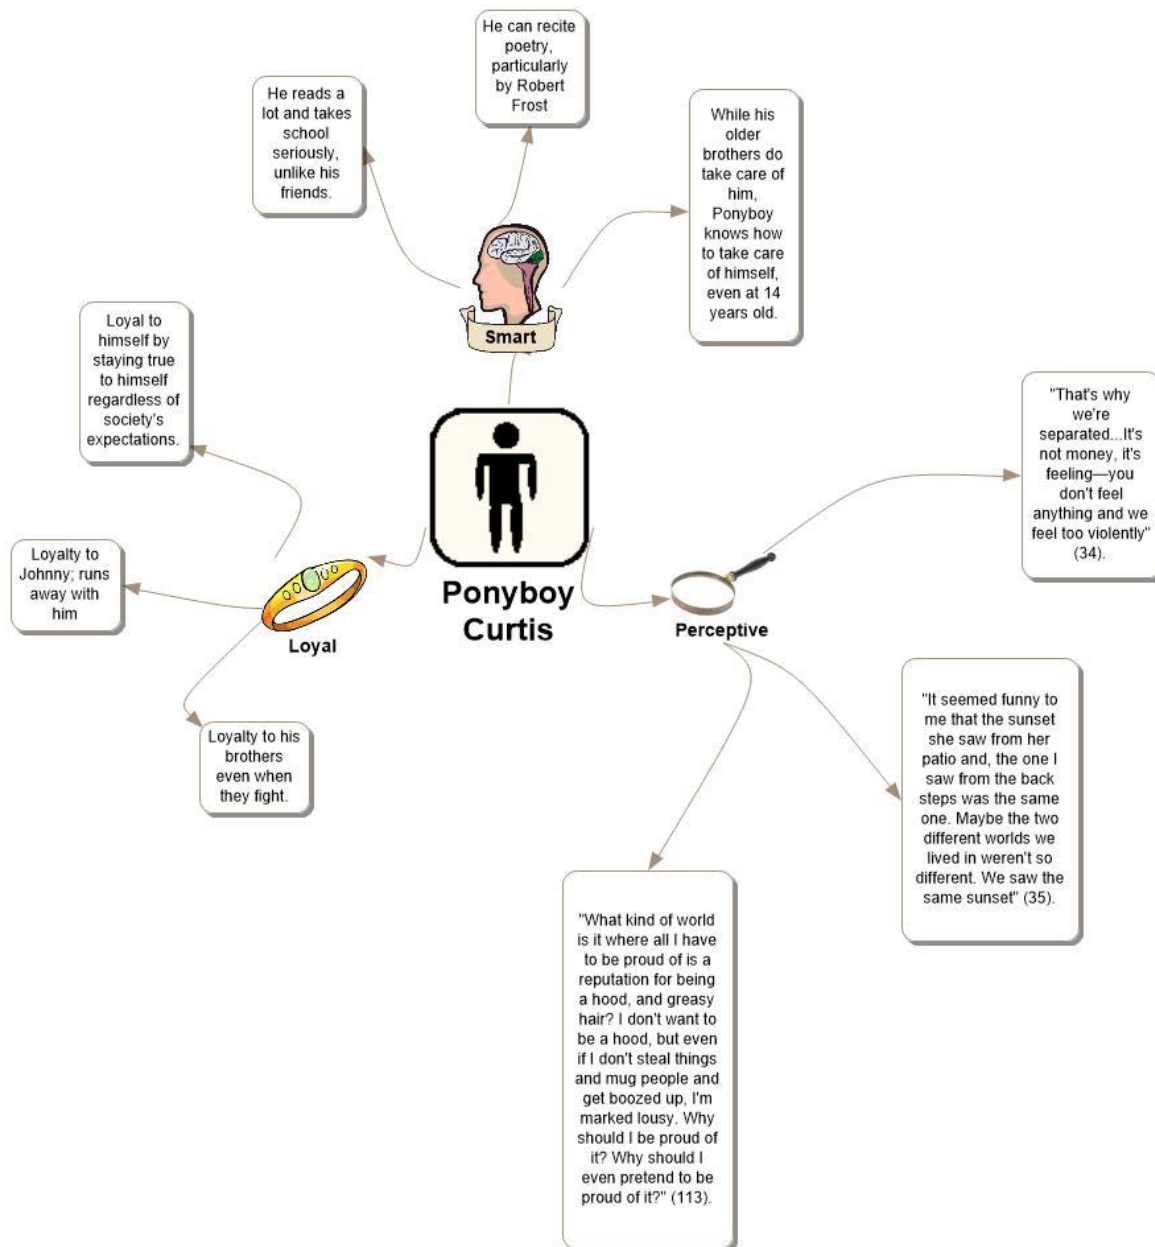 He can recite
poetry,
particularly
by Robert
Frost
He reads a
lot and takes
school
seriously,
unlike his
friends.
While his
older
brothers do
take care of
him,
Ponyboy
knows how
to take care
of himself,
even at 14
years old.
Smart
Loyal to
himself by
staying true
to himself
regardless of
society's
expectations.
Loyalty to
Johnny; runs
away with
him
Loyalty to his
brothers
even when
they fight.
Loyal
Ponyboy
Curtis
Perceptive
"That's why
we're
separated...It's
not money, it's
feeling—you
don't feel
anything and we
feel too violently"
(34).
"It seemed funny to
me that the sunset
she saw from her
patio and, the one I
saw from the back
steps was the same
one. Maybe the two
different worlds we
lived in weren't so
different. We saw the
same sunset" (35).
"What kind of world
is it where all I have
to be proud of is a
reputation for being
a hood, and greasy
hair? I don't want to
be a hood, but even
if I don't steal things
and mug people and
get boozed up, I'm
marked lousy. Why
should I be proud of
it? Why should I
even pretend to be
proud of it?" (113).